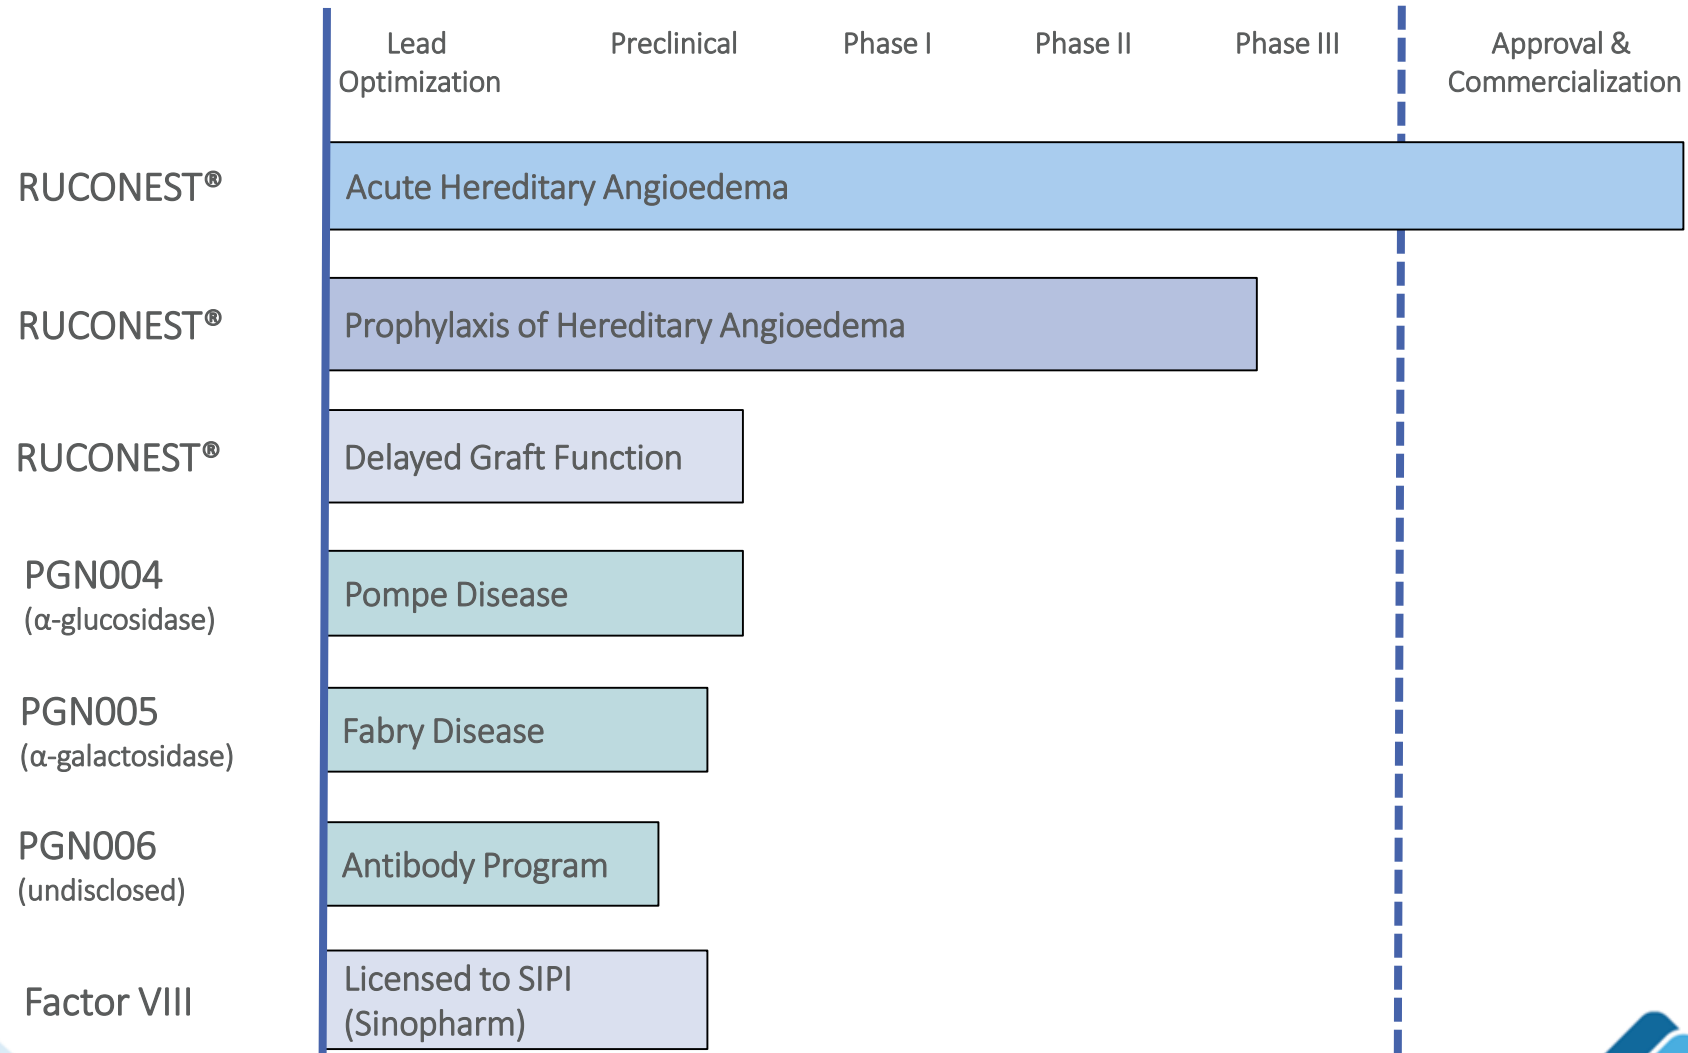 Lead
Optimization
Preclinical
Phase I
Phase II
Phase III
Approval &
Commercialization
RUCONEST®
Acute Hereditary Angioedema
RUCONEST®
Prophylaxis of Hereditary Angioedema
RUCONEST®
Delayed Graft Function
PGN004
(α-glucosidase)
Pompe Disease
PGN005
(α-galactosidase)
Fabry Disease
PGN006
(undisclosed)
Antibody Program
Factor VIII
Licensed to SIPI
(Sinopharm)